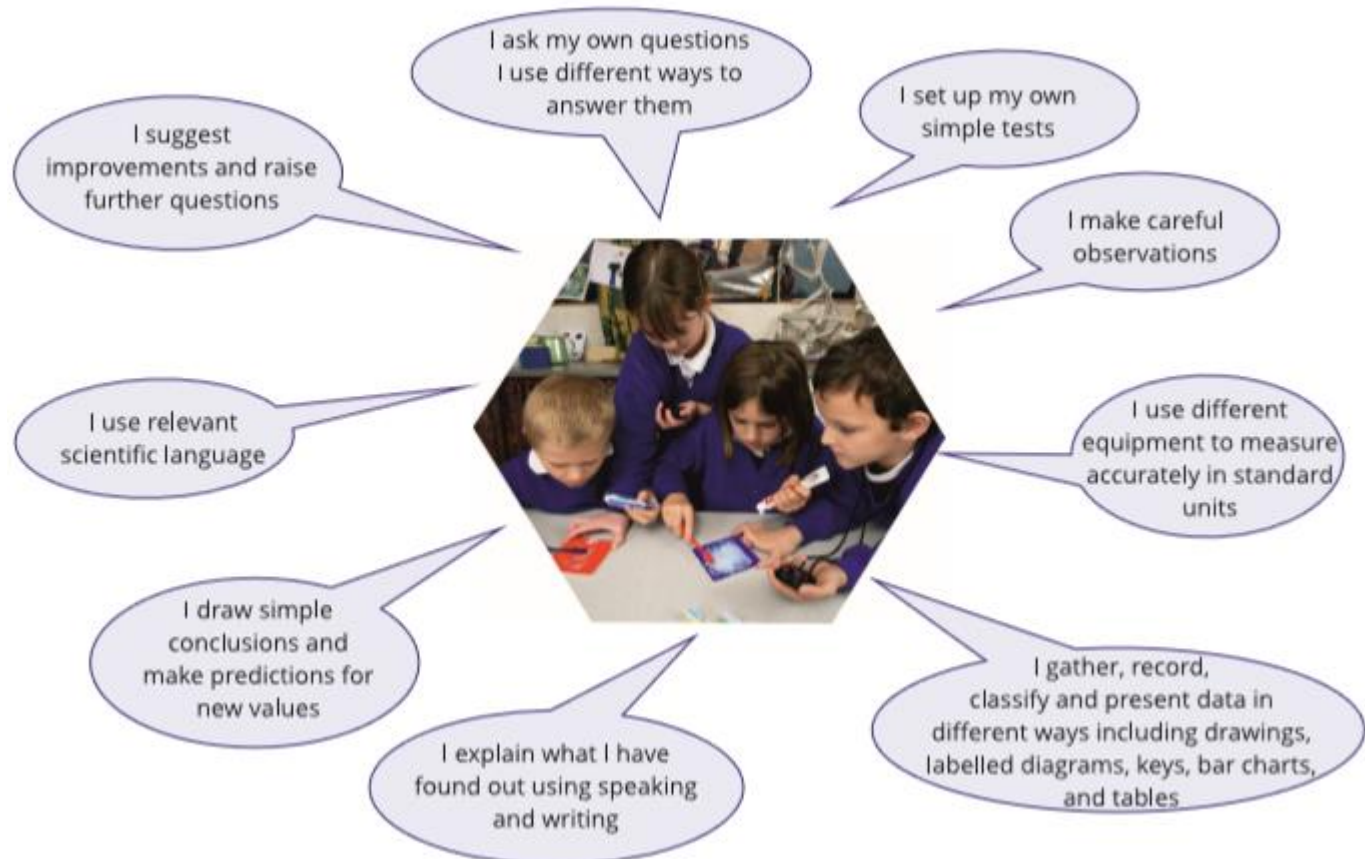 I ask my own questions
I use different ways to
answer them
I set up my own
simple tests
I make careful
observations
I use different
equipment to measure
accurately in standard
units
I gather, record,
classify and present data in
different ways including drawings,
labelled diagrams, keys, bar charts,
and tables
I explain what I have
found out using speaking
and writing
I draw simple
conclusions and
make predictions for
new values
I use relevant
scientific language
I suggest
improvements and raise
further questions